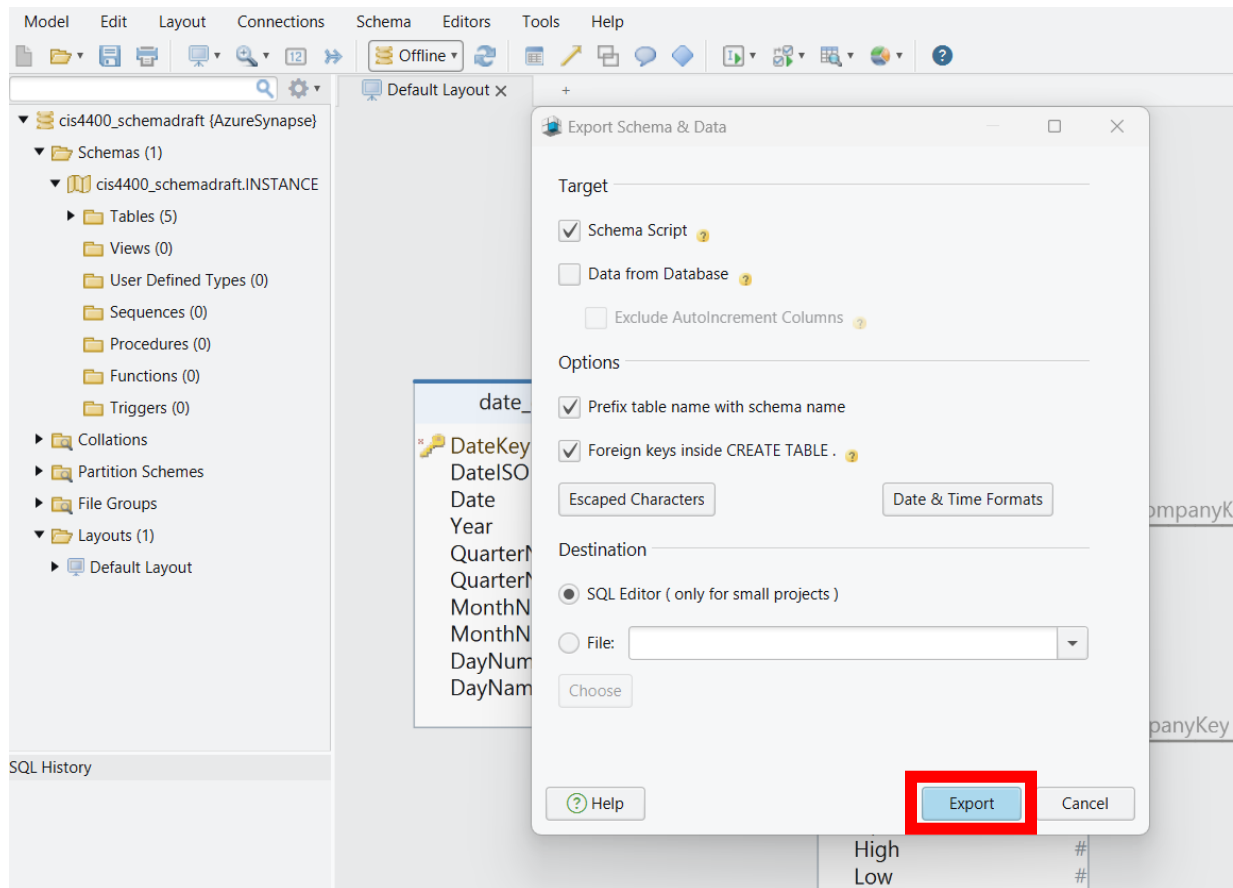 Model Edit Layout Connections Schema Editors Tools Help
12 Offline ?
Default Layout +
cis4400_schemadraft {AzureSynapse}
Schemas (1)
cis4400_schemadraft.INSTANCE
Tables (5)
Views (0)
User Defined Types (0)
Sequences (0)
Procedures (0)
Functions (0)
Triggers (0)
Collations
Partition Schemes
File Groups
Layouts (1)
Default Layout
SQL History
date_
DateKey
DateISO
Date
Year
QuarterN
QuarterN
MonthN
MonthN
DayNum
DayNam
Export Schema & Data
Target
Schema Script ?
Data from Database ?
Exclude AutoIncrement Columns ?
Options
Prefix table name with schema name
Foreign keys inside CREATE TABLE . ?
Escaped Characters Date & Time Formats
Destination
SQL Editor ( only for small projects )
File:
Choose
? Help Export Cancel
ompanyK
panyKey
High #
Low #